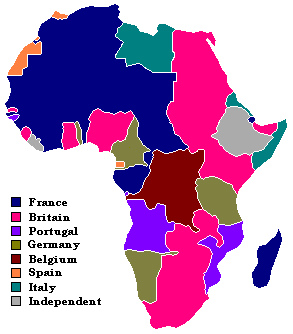 France
Britain
Portugal
Germany
Belgium
Spain
Italy
Independent